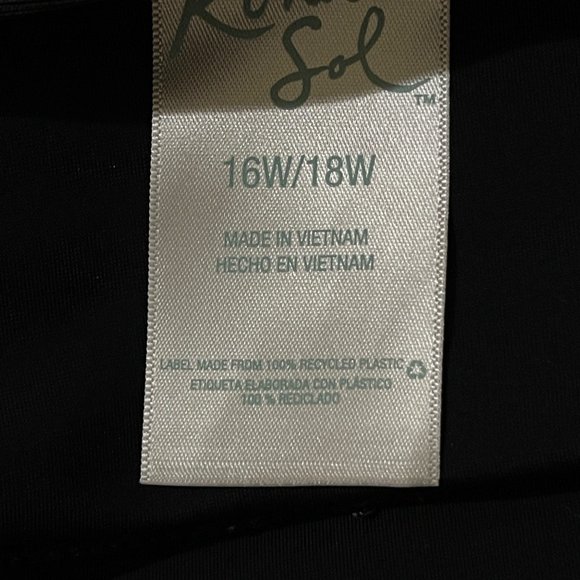 Sol™
16W/18W
MADE IN VIETNAM
HECHO EN VIETNAM
LABEL MADE FROM 100% RECYCLED PLASTIC
ETIQUETA ELABORADA CON PLÁSTICO
100 % RECICLADO